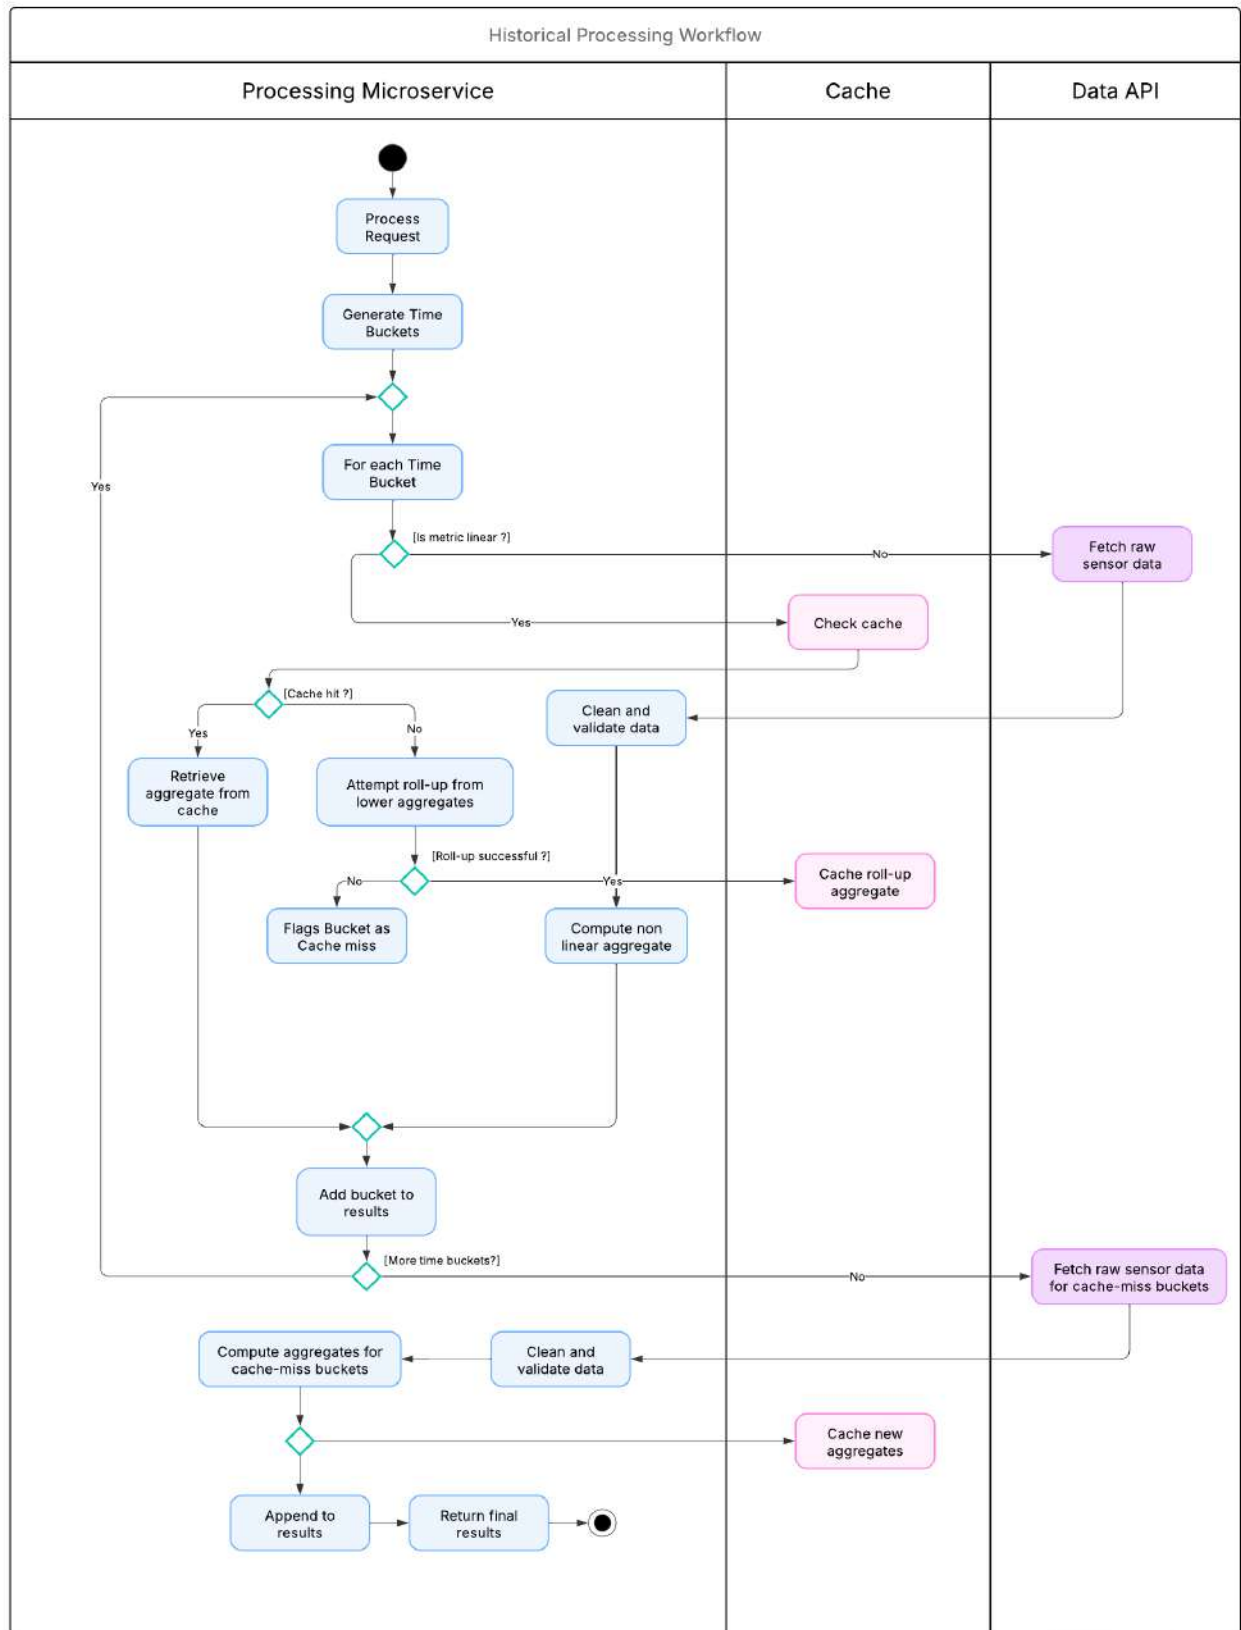 Historical Processing Workflow
Processing Microservice
Cache
Data API
Process
Request
Generate Time
Buckets
For each Time
Bucket
Yes
[Is metric linear ?]
No
Fetch raw
sensor data
Yes
Check cache
[Cache hit ?]
Yes
No
Clean and
validate data
Retrieve
aggregate from
cache
Attempt roll-up from
lower aggregates
[Roll-up successful ?]
No
Yes
Cache roll-up
aggregate
Flags Bucket as
Cache miss
Compute non
linear aggregate
Add bucket to
results
[More time buckets?]
No
Fetch raw sensor data
for cache-miss buckets
Compute aggregates for
cache-miss buckets
Clean and
validate data
Cache new
aggregates
Append to
results
Return final
results